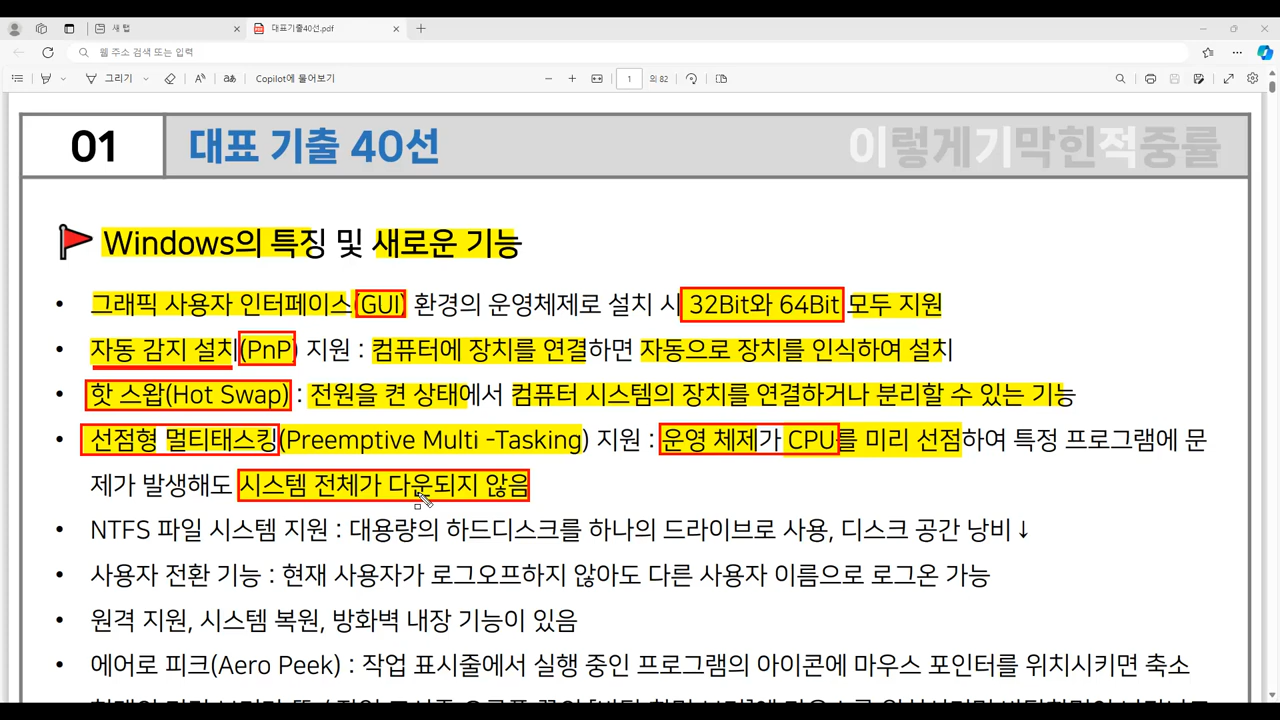 새 탭
대표기출40선.pdf
웹 주소 검색 또는 입력
그리기
Copilot에 물어보기
1
외 82
01
대표 기출 40선
이렇게기막힌적중률
Windows의 특징 및 새로운 기능
• 그래픽 사용자 인터페이스(GUI) 환경의 운영체제로 설치 시 32Bit와 64Bit 모두 지원
• 자동 감지 설치(PnP) 지원 : 컴퓨터에 장치를 연결하면 자동으로 장치를 인식하여 설치
• 핫 스왑(Hot Swap) : 전원을 켠 상태에서 컴퓨터 시스템의 장치를 연결하거나 분리할 수 있는 기능
• 선점형 멀티태스킹(Preemptive Multi -Tasking) 지원 : 운영 체제가 CPU를 미리 선점하여 특정 프로그램에 문
제가 발생해도 시스템 전체가 다운되지 않음
• NTFS 파일 시스템 지원 : 대용량의 하드디스크를 하나의 드라이브로 사용, 디스크 공간 낭비↓
• 사용자 전환 기능 : 현재 사용자가 로그오프하지 않아도 다른 사용자 이름으로 로그온 가능
• 원격 지원, 시스템 복원, 방화벽 내장 기능이 있음
• 에어로 피크(Aero Peek) : 작업 표시줄에서 실행 중인 프로그램의 아이콘에 마우스 포인터를 위치시키면 축소